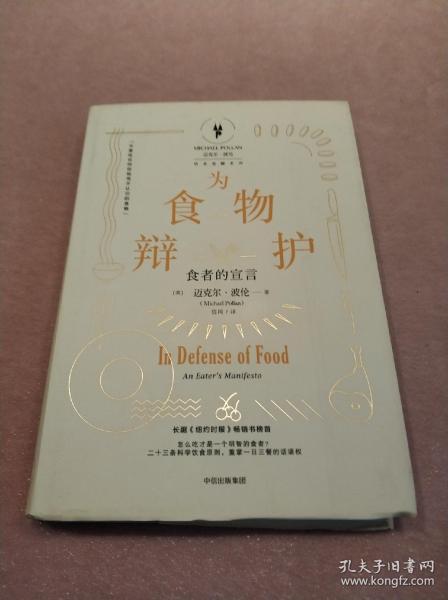 MICHAEL POLLAN
迈克尔·波伦
为
食物
辩护
食者的宣言
(美) 迈克尔·波伦 著
(Michael Pollan)
In Defense of Food
An Eater's Manifesto
长踞《纽约时报》畅销书榜首
怎么吃才是一个明智的食者?
二十三条科学饮食原则，重掌一日三餐的话语权
中信出版集团
孔夫子旧书网
www.kongfz.com